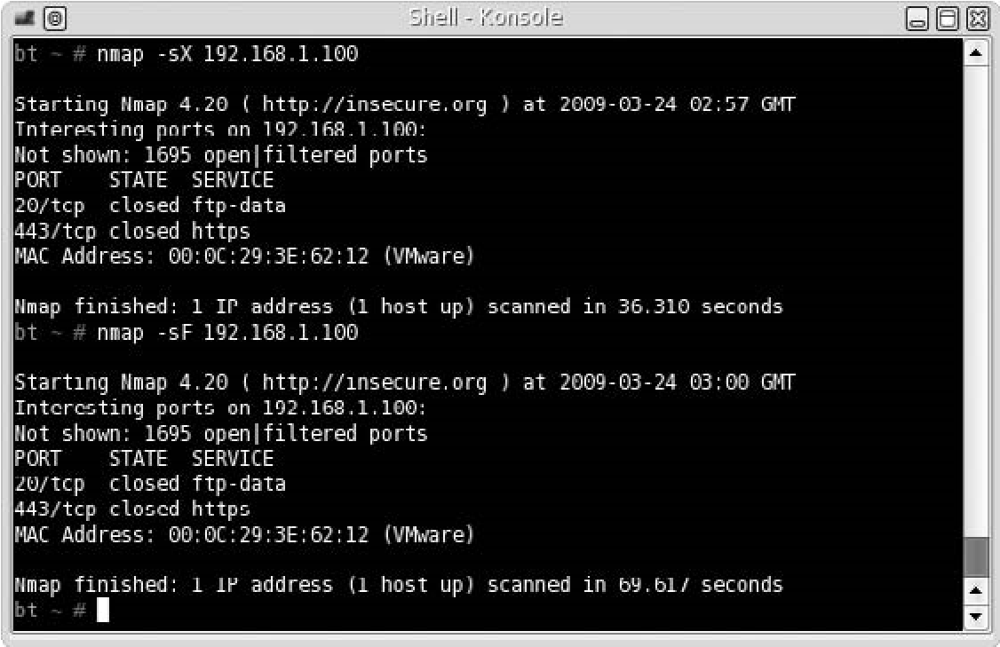 Shell - Konsole
bt ~ # nmap -sX 192.168.1.100
Starting Nmap 4.20 ( http://insecure.org ) at 2009-03-24 02:57 GMT
Interesting ports on 192.168.1.100:
Not shown: 1695 open|filtered ports
PORT    STATE  SERVICE
20/tcp  closed ftp-data
443/tcp closed https
MAC Address: 00:0C:29:3E:62:12 (VMware)
Nmap finished: 1 IP address (1 host up) scanned in 36.310 seconds
bt ~ # nmap -sF 192.168.1.100
Starting Nmap 4.20 ( http://insecure.org ) at 2009-03-24 03:00 GMT
Interesting ports on 192.168.1.100:
Not shown: 1695 open|filtered ports
PORT    STATE  SERVICE
20/tcp  closed ftp-data
443/tcp closed https
MAC Address: 00:0C:29:3E:62:12 (VMware)
Nmap finished: 1 IP address (1 host up) scanned in 69.617 seconds
bt ~ #